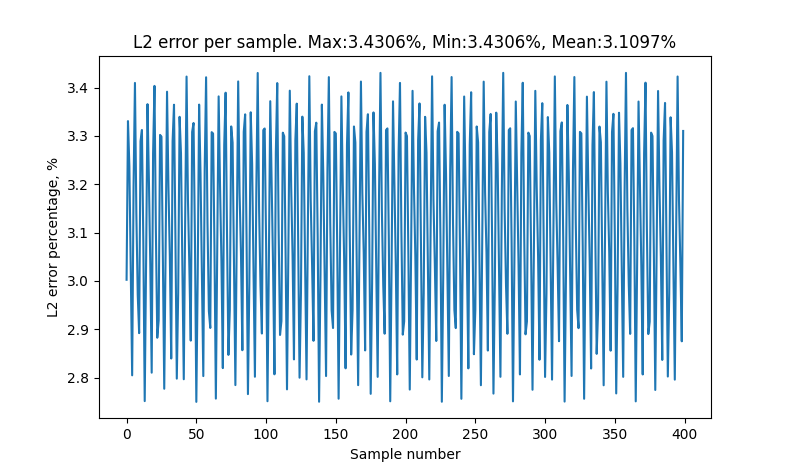 L2 error per sample. Max:3.4306%, Min:3.4306%, Mean:3.1097%
3.4
3.3
3.2
3.1
3.0
2.9
2.8
L2 error percentage, %
0 50 100 150 200 250 300 350 400
Sample number